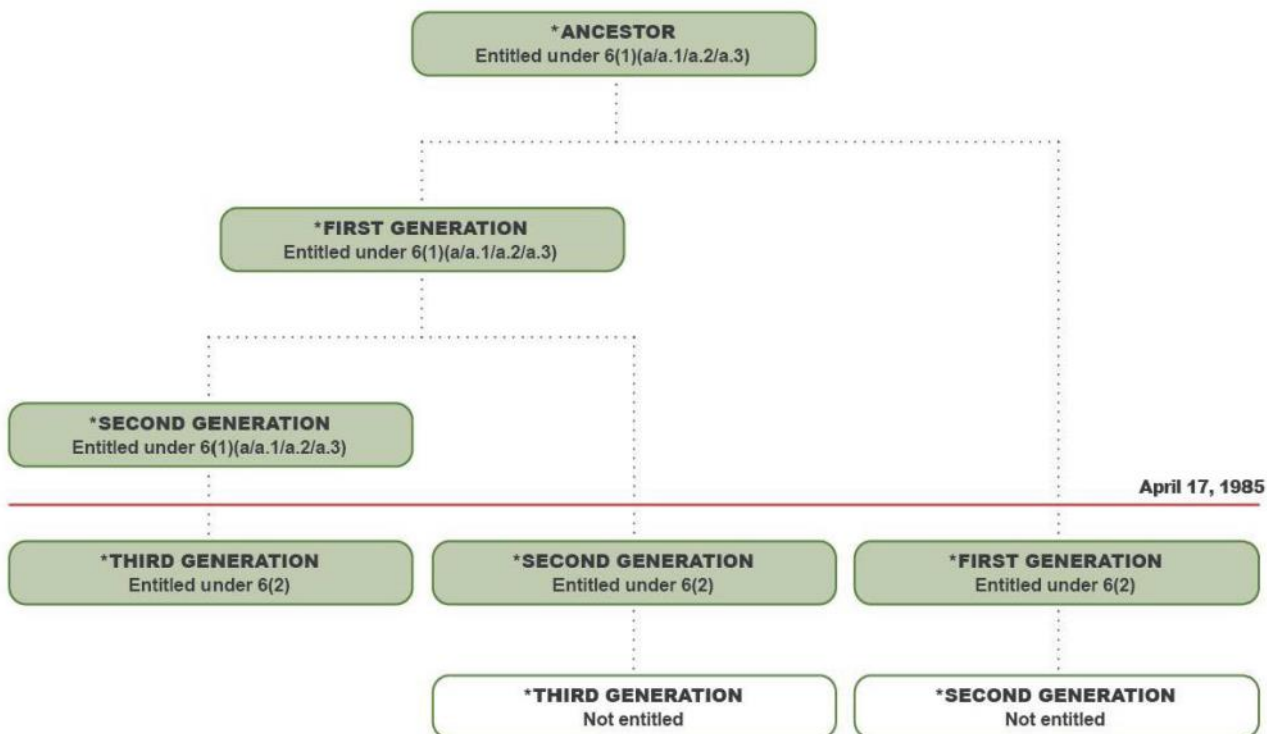 *ANCESTOR
Entitled under 6(1)(a/a.1/a.2/a.3)
*FIRST GENERATION
Entitled under 6(1)(a/a.1/a.2/a.3)
*SECOND GENERATION
Entitled under 6(1)(a/a.1/a.2/a.3)
April 17, 1985
*THIRD GENERATION
Entitled under 6(2)
*SECOND GENERATION
Entitled under 6(2)
*FIRST GENERATION
Entitled under 6(2)
*THIRD GENERATION
Not entitled
*SECOND GENERATION
Not entitled